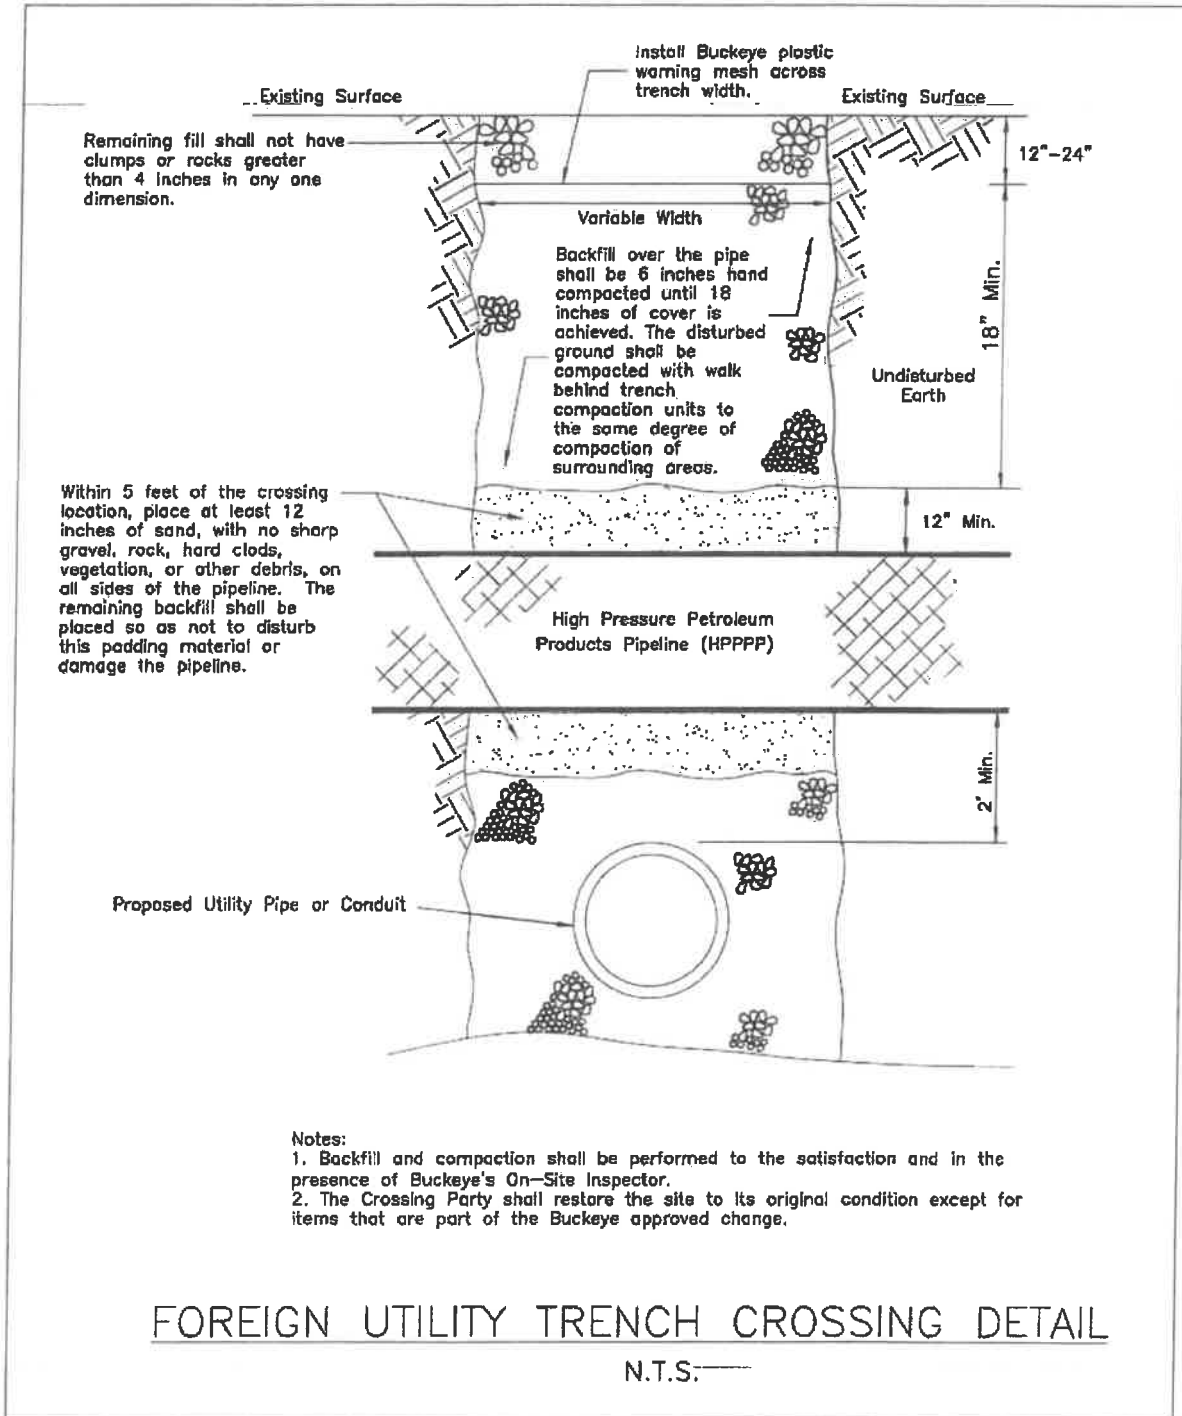 Install Buckeye plastic
warning mesh across
trench width.
Existing Surface
Existing Surface
Remaining fill shall not have
clumps or rocks greater
than 4 inches in any one
dimension.
12"-24"
Variable Width
Backfill over the pipe
shall be 6 inches hand
compacted until 18
inches of cover is
achieved. The disturbed
ground shall be
compacted with walk
behind trench
compaction units to
the same degree of
compaction of
surrounding areas.
18" Min.
Undisturbed
Earth
Within 5 feet of the crossing
location, place at least 12
inches of sand, with no sharp
gravel, rock, hard clods,
vegetation, or other debris, on
all sides of the pipeline. The
remaining backfill shall be
placed so as not to disturb
this padding material or
damage the pipeline.
12" Min.
High Pressure Petroleum
Products Pipeline (HPPPP)
2' Min.
Proposed Utility Pipe or Conduit
Notes:
1. Backfill and compaction shall be performed to the satisfaction and in the
presence of Buckeye's On-Site Inspector.
2. The Crossing Party shall restore the site to its original condition except for
items that are part of the Buckeye approved change.
FOREIGN UTILITY TRENCH CROSSING DETAIL
N.T.S.